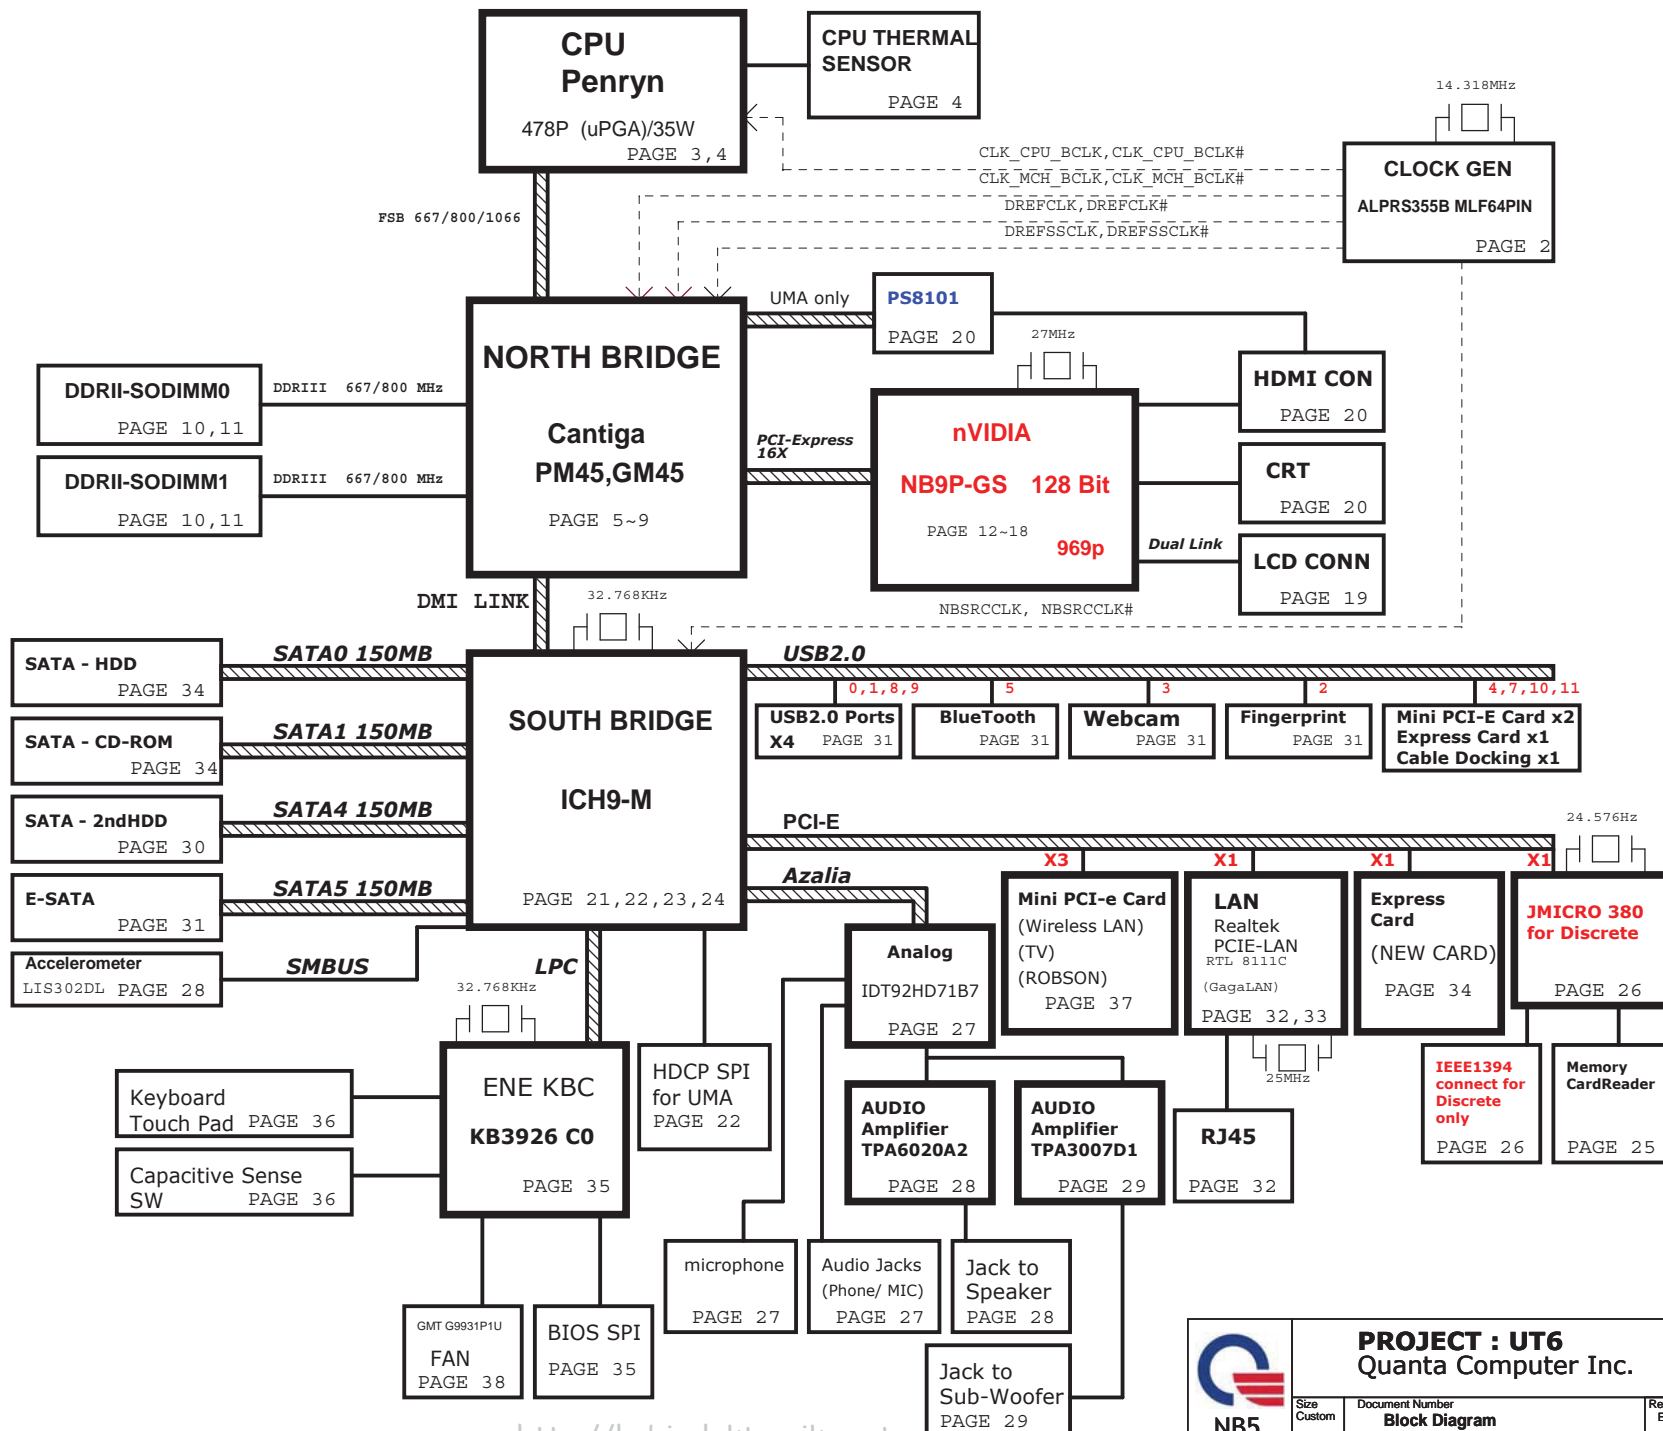 CPU
Penryn
478P (uPGA)/35W
PAGE 3,4
CPU THERMAL
SENSOR
PAGE 4
14.318MHz
CLOCK GEN
ALPRS355B MLF64PIN
PAGE 2
CLK_CPU_BCLK,CLK_CPU_BCLK#
CLK_MCH_BCLK,CLK_MCH_BCLK#
DREFCLK,DREFCLK#
DREFSSCLK,DREFSSCLK#
FSB 667/800/1066
NORTH BRIDGE
Cantiga
PM45,GM45
PAGE 5~9
UMA only
PS8101
PAGE 20
27MHz
DDRII-SODIMM0
PAGE 10,11
DDRIII 667/800 MHz
DDRII-SODIMM1
PAGE 10,11
DDRIII 667/800 MHz
PCI-Express
16X
nVIDIA
NB9P-GS 128 Bit
PAGE 12~18
969p
HDMI CON
PAGE 20
CRT
PAGE 20
Dual Link
LCD CONN
PAGE 19
NBSRCCLK, NBSRCCLK#
DMI LINK
32.768KHz
SOUTH BRIDGE
ICH9-M
PAGE 21,22,23,24
SATA - HDD
PAGE 34
SATA0 150MB
SATA - CD-ROM
PAGE 34
SATA1 150MB
SATA - 2ndHDD
PAGE 30
SATA4 150MB
E-SATA
PAGE 31
SATA5 150MB
Accelerometer
LIS302DL PAGE 28
SMBUS
LPC
USB2.0
0,1,8,9
5
3
2
4,7,10,11
USB2.0 Ports
X4 PAGE 31
BlueTooth
PAGE 31
Webcam
PAGE 31
Fingerprint
PAGE 31
Mini PCI-E Card x2
Express Card x1
Cable Docking x1
PCI-E
24.576Hz
X3
X1
X1
X1
Azalia
Mini PCI-e Card
(Wireless LAN)
(TV)
(ROBSON)
PAGE 37
LAN
Realtek
PCIE-LAN
RTL 8111C
(GagaLAN)
PAGE 32,33
25MHz
Express
Card
(NEW CARD)
PAGE 34
JMICRO 380
for Discrete
PAGE 26
Analog
IDT92HD71B7
PAGE 27
32.768KHz
ENE KBC
KB3926 C0
PAGE 35
HDCP SPI
for UMA
PAGE 22
Keyboard
Touch Pad PAGE 36
Capacitive Sense
SW PAGE 36
AUDIO
Amplifier
TPA6020A2
PAGE 28
AUDIO
Amplifier
TPA3007D1
PAGE 29
RJ45
PAGE 32
IEEE1394
connect for
Discrete
only
PAGE 26
Memory
CardReader
PAGE 25
GMT G9931P1U
FAN
PAGE 38
BIOS SPI
PAGE 35
microphone
PAGE 27
Audio Jacks
(Phone/ MIC)
PAGE 27
Jack to
Speaker
PAGE 28
Jack to
Sub-Woofer
PAGE 29
PROJECT : UT6
Quanta Computer Inc.
NB5
Size
Custom
Document Number
Block Diagram